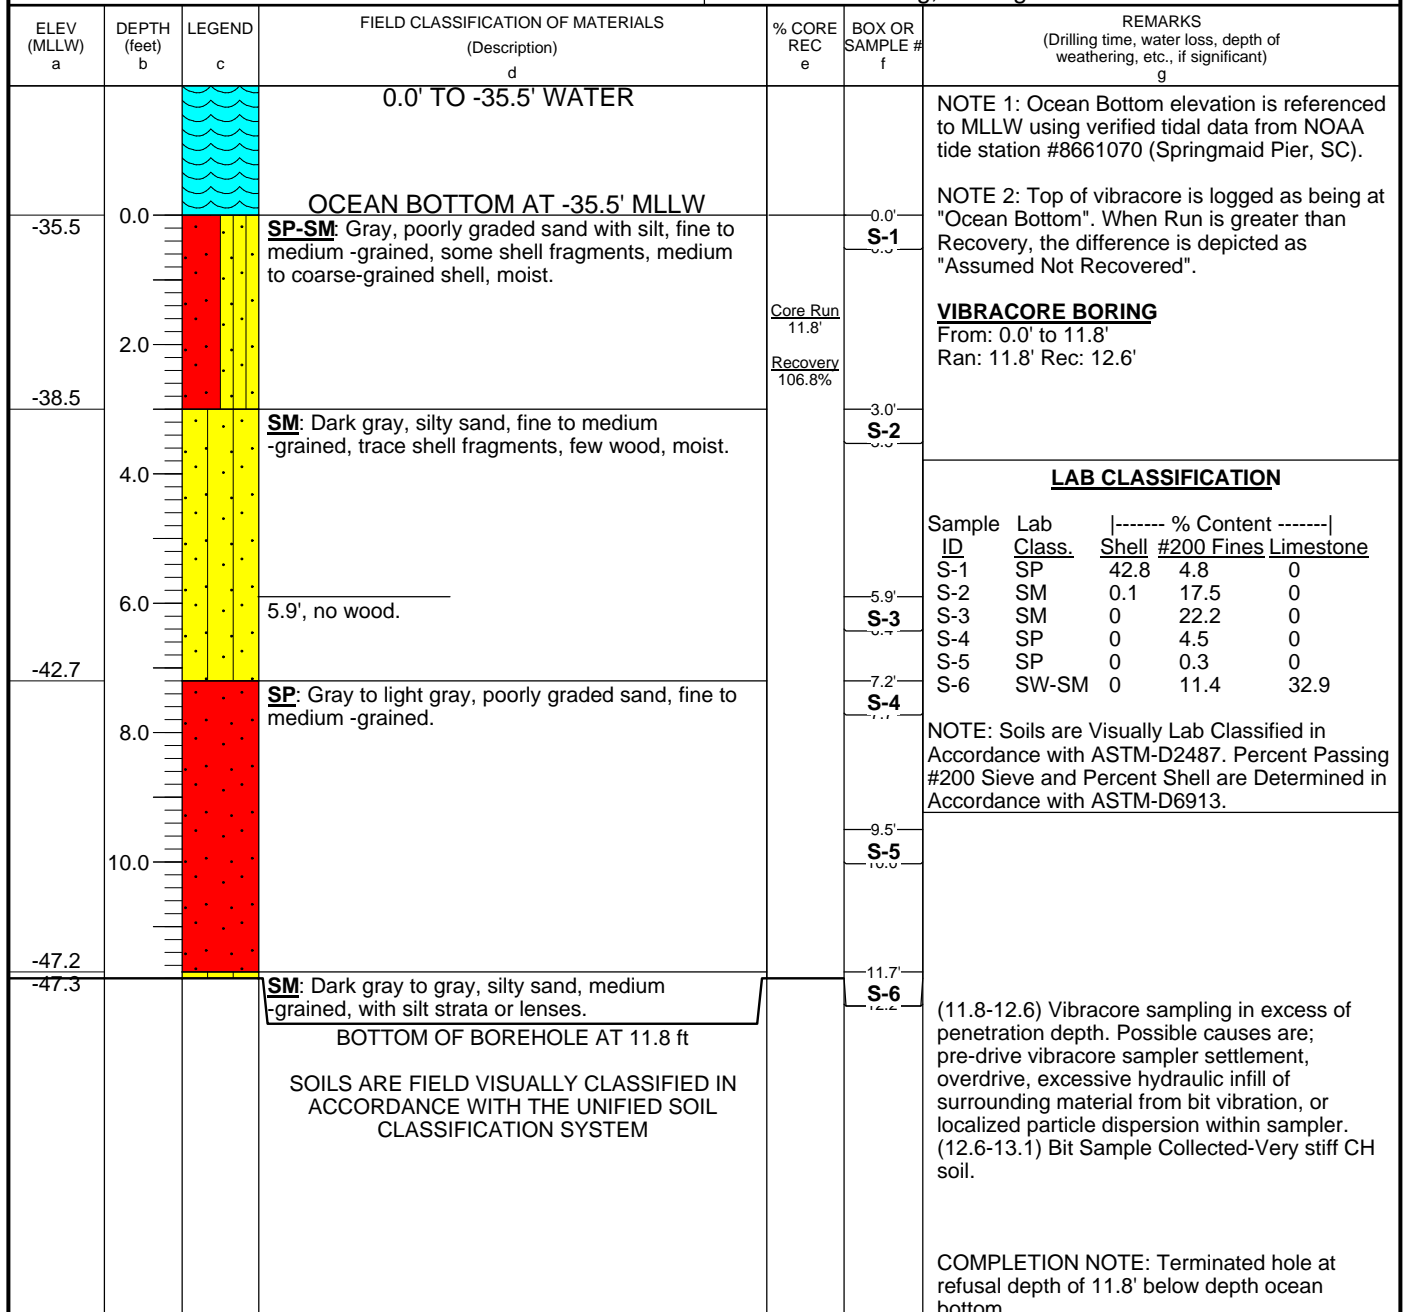 ELEV
(MLLW)
a
DEPTH
(feet)
b
LEGEND
c
FIELD CLASSIFICATION OF MATERIALS
(Description)
d
% CORE
REC
e
BOX OR
SAMPLE #
f
REMARKS
(Drilling time, water loss, depth of
weathering, etc., if significant)
g
0.0' TO -35.5' WATER
OCEAN BOTTOM AT -35.5' MLLW
-35.5
-38.5
-42.7
-47.2
-47.3
0.0
2.0
4.0
6.0
8.0
10.0
SP-SM: Gray, poorly graded sand with silt, fine to
medium -grained, some shell fragments, medium
to coarse-grained shell, moist.
SM: Dark gray, silty sand, fine to medium
-grained, trace shell fragments, few wood, moist.
5.9', no wood.
SP: Gray to light gray, poorly graded sand, fine to
medium -grained.
SM: Dark gray to gray, silty sand, medium
-grained, with silt strata or lenses.
BOTTOM OF BOREHOLE AT 11.8 ft
SOILS ARE FIELD VISUALLY CLASSIFIED IN
ACCORDANCE WITH THE UNIFIED SOIL
CLASSIFICATION SYSTEM
Core Run
11.8'
Recovery
106.8%
0.0'
S-1
3.0'
S-2
5.9'
S-3
7.2'
S-4
9.5'
S-5
11.7'
S-6
NOTE 1: Ocean Bottom elevation is referenced
to MLLW using verified tidal data from NOAA
tide station #8661070 (Springmaid Pier, SC).
NOTE 2: Top of vibracore is logged as being at
"Ocean Bottom". When Run is greater than
Recovery, the difference is depicted as
"Assumed Not Recovered".
VIBRACORE BORING
From: 0.0' to 11.8'
Ran: 11.8' Rec: 12.6'
LAB CLASSIFICATION
Sample Lab |------- % Content -------|
ID Class. Shell #200 Fines Limestone
S-1 SP 42.8 4.8 0
S-2 SM 0.1 17.5 0
S-3 SM 0 22.2 0
S-4 SP 0 4.5 0
S-5 SP 0 0.3 0
S-6 SW-SM 0 11.4 32.9
NOTE: Soils are Visually Lab Classified in
Accordance with ASTM-D2487. Percent Passing
#200 Sieve and Percent Shell are Determined in
Accordance with ASTM-D6913.
(11.8-12.6) Vibracore sampling in excess of
penetration depth. Possible causes are;
pre-drive vibracore sampler settlement,
overdrive, excessive hydraulic infill of
surrounding material from bit vibration, or
localized particle dispersion within sampler.
(12.6-13.1) Bit Sample Collected-Very stiff CH
soil.
COMPLETION NOTE: Terminated hole at
refusal depth of 11.8' below depth ocean
bottom